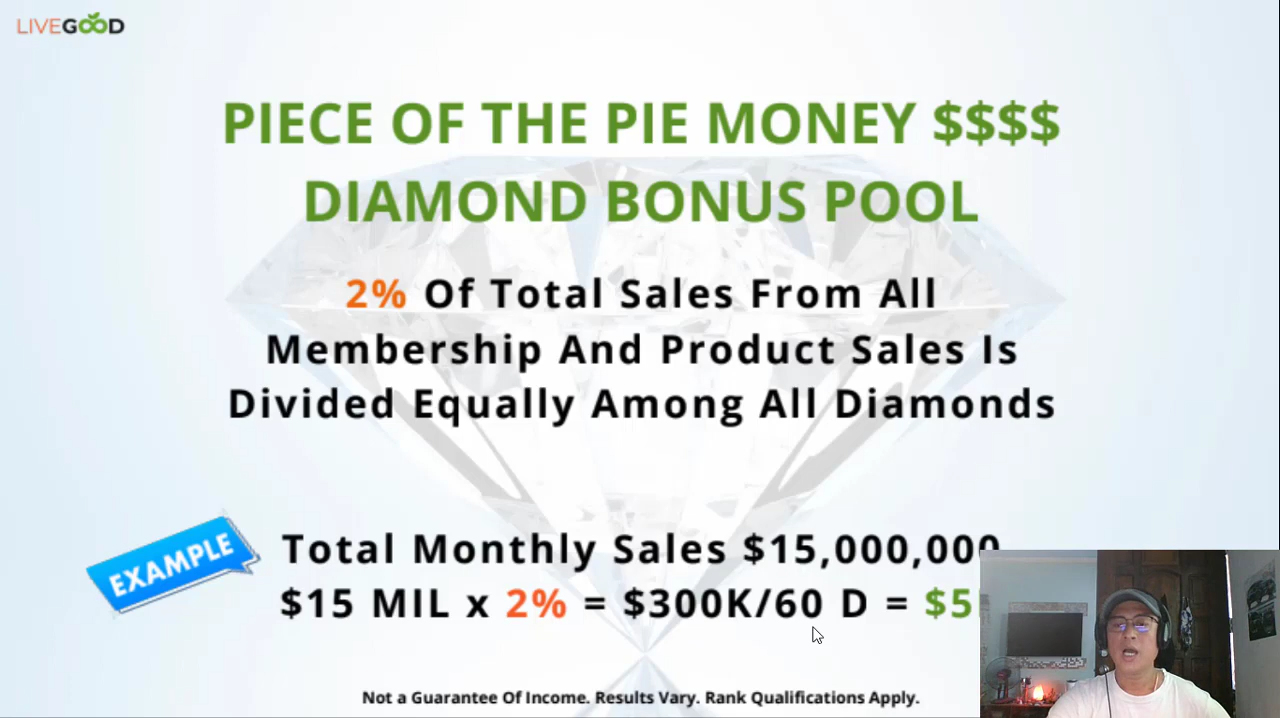 LIVEGOOD
PIECE OF THE PIE MONEY $$$$
DIAMOND BONUS POOL
2% Of Total Sales From All
Membership And Product Sales Is
Divided Equally Among All Diamonds
EXAMPLE
Total Monthly Sales $15,000,000
$15 MIL x 2% = $300K/60 D = $5
Not a Guarantee Of Income. Results Vary. Rank Qualifications Apply.